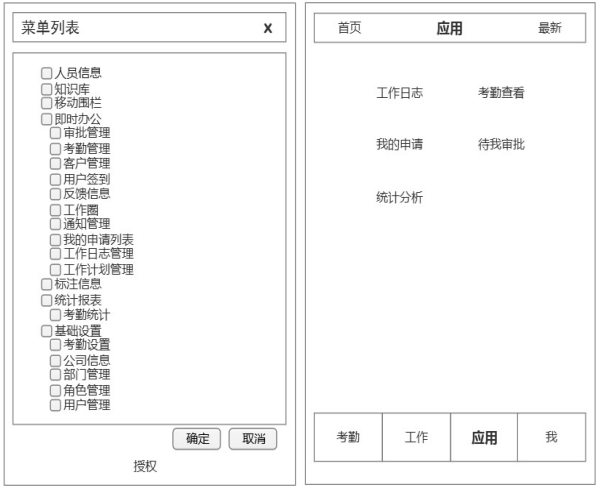 菜单列表 x
人员信息
知识库
移动围栏
即时办公
审批管理
考勤管理
客户管理
用户签到
反馈信息
工作圈
通知管理
我的申请列表
工作日志管理
工作计划管理
标注信息
统计报表
考勤统计
基础设置
考勤设置
公司信息
部门管理
角色管理
用户管理
确定 取消
授权
首页 应用 最新
工作日志 考勤查看
我的申请 待我审批
统计分析
考勤 工作 应用 我